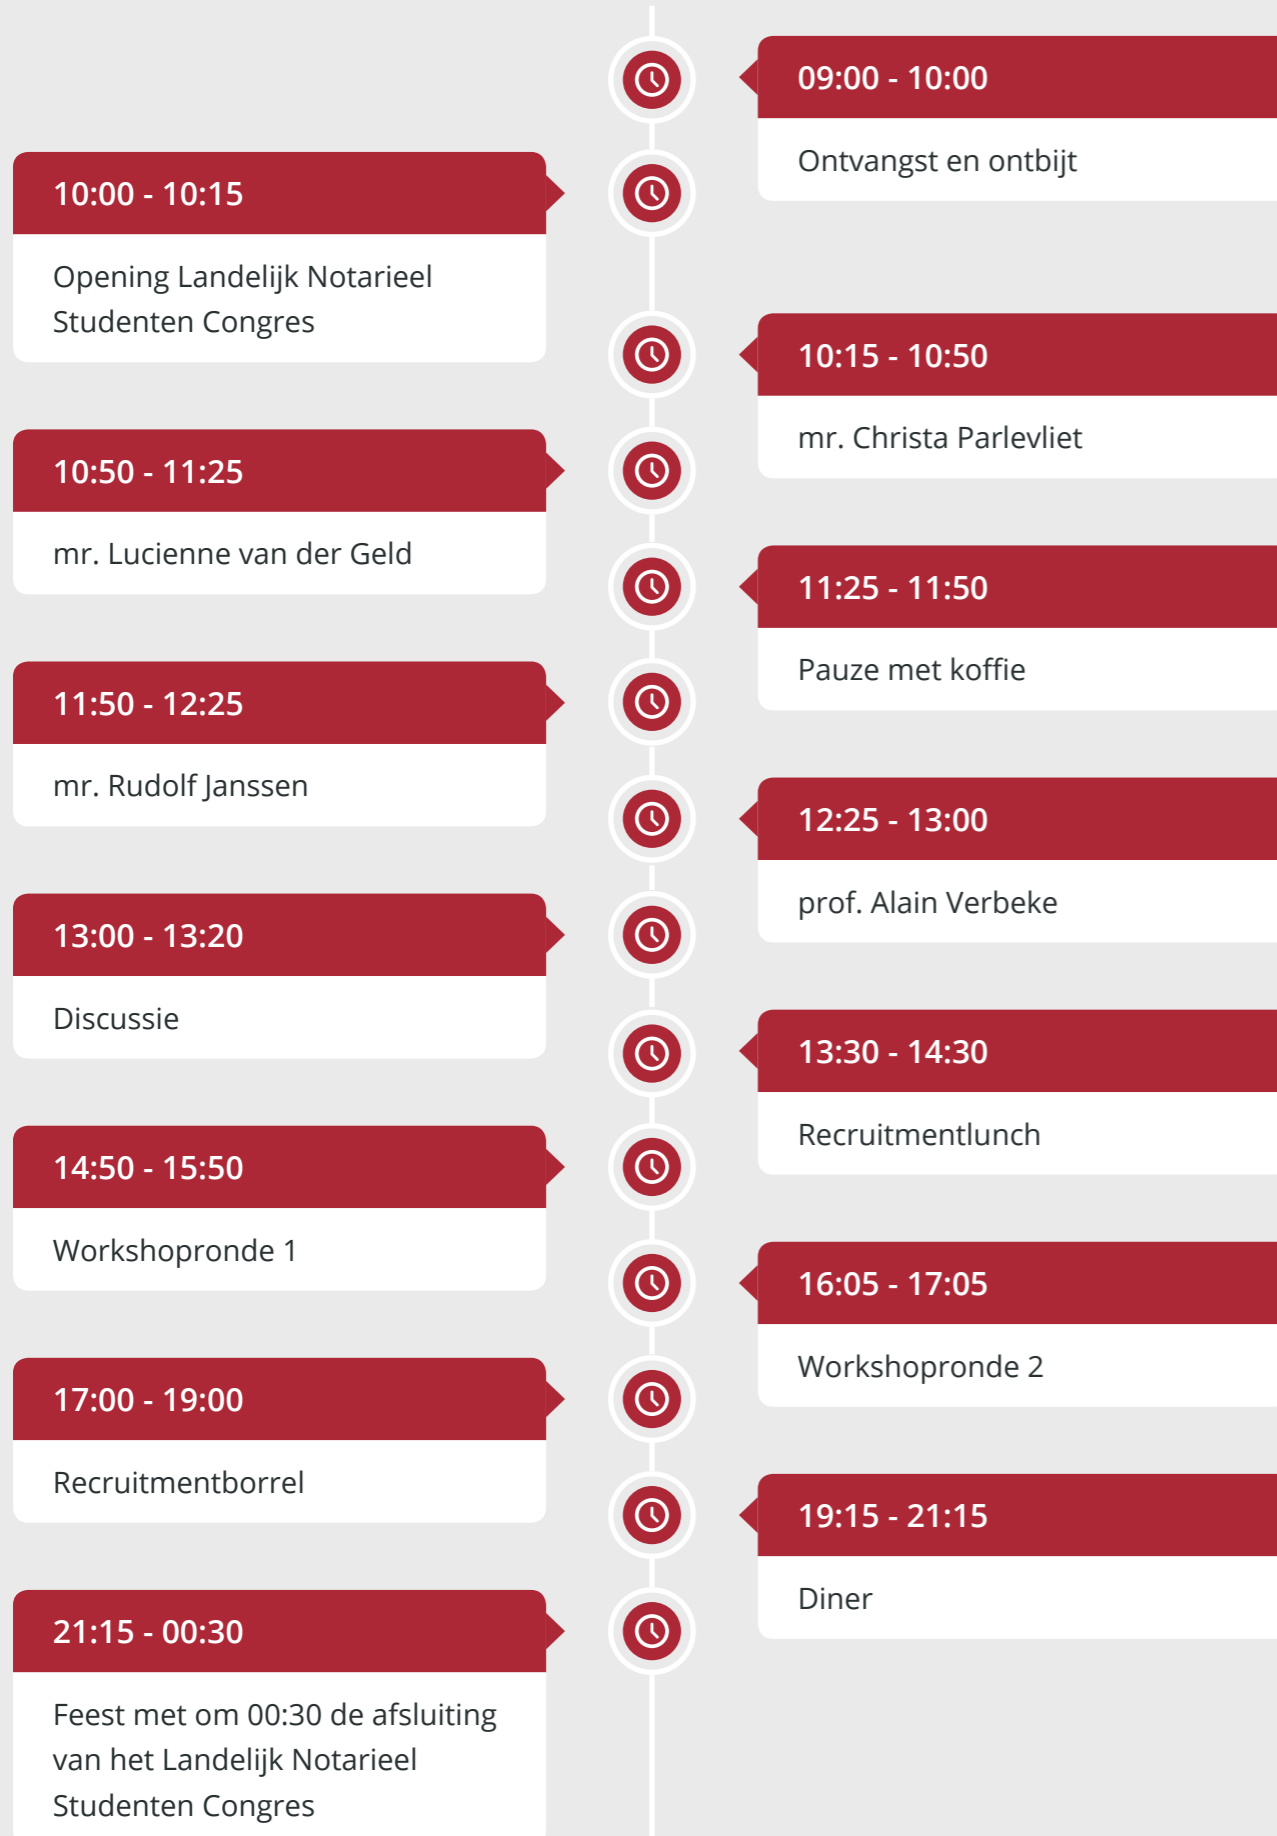 09:00 - 10:00
Ontvangst en ontbijt
10:00 - 10:15
Opening Landelijk Notarieel
Studenten Congres
10:15 - 10:50
mr. Christa Parlevliet
10:50 - 11:25
mr. Lucienne van der Geld
11:25 - 11:50
Pauze met koffie
11:50 - 12:25
mr. Rudolf Janssen
12:25 - 13:00
prof. Alain Verbeke
13:00 - 13:20
Discussie
13:30 - 14:30
Recruitmentlunch
14:50 - 15:50
Workshopronde 1
16:05 - 17:05
Workshopronde 2
17:00 - 19:00
Recruitmentborrel
19:15 - 21:15
Diner
21:15 - 00:30
Feest met om 00:30 de afsluiting
van het Landelijk Notarieel
Studenten Congres